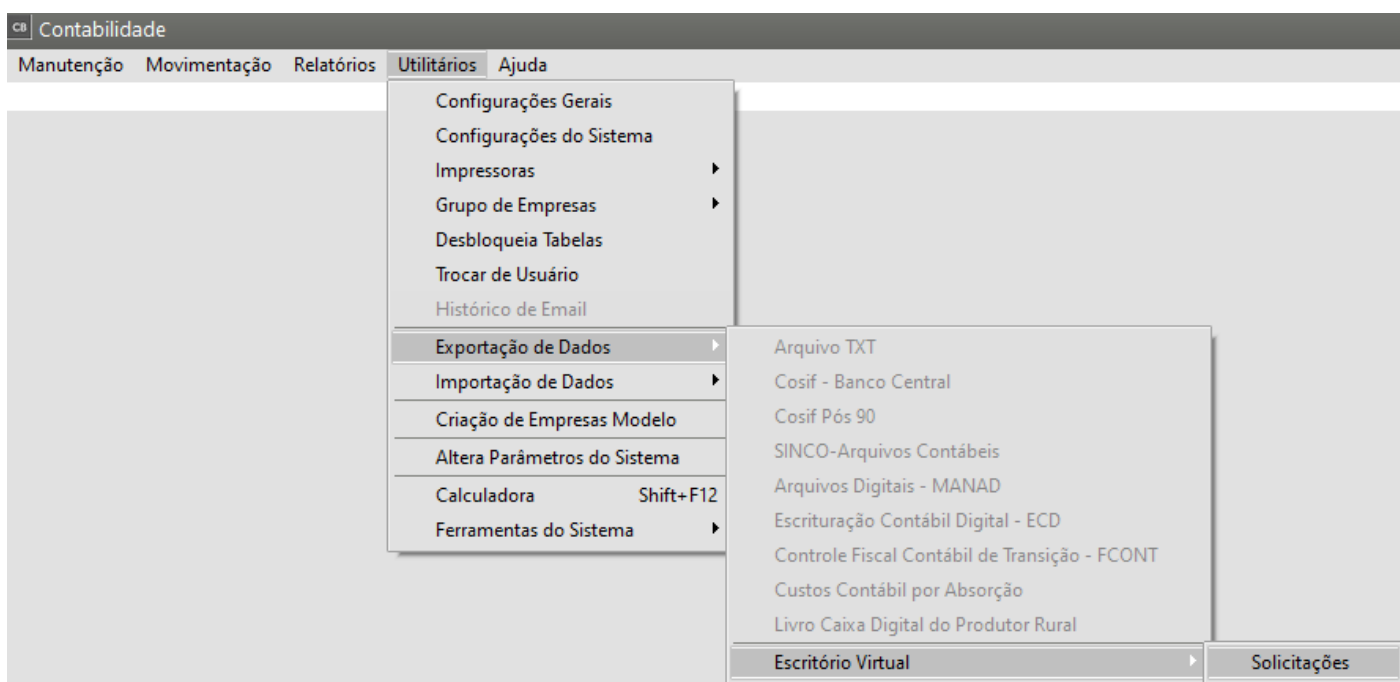 CB Contabilidade
Manutenção Movimentação Relatórios Utilitários Ajuda
Configurações Gerais
Configurações do Sistema
Impressoras
Grupo de Empresas
Desbloqueia Tabelas
Trocar de Usuário
Histórico de Email
Exportação de Dados
Importação de Dados
Criação de Empresas Modelo
Altera Parâmetros do Sistema
Calculadora Shift+F12
Ferramentas do Sistema
Arquivo TXT
Cosif - Banco Central
Cosif Pós 90
SINCO-Arquivos Contábeis
Arquivos Digitais - MANAD
Escrituração Contábil Digital - ECD
Controle Fiscal Contábil de Transição - FCONT
Custos Contábil por Absorção
Livro Caixa Digital do Produtor Rural
Escritório Virtual
Solicitações